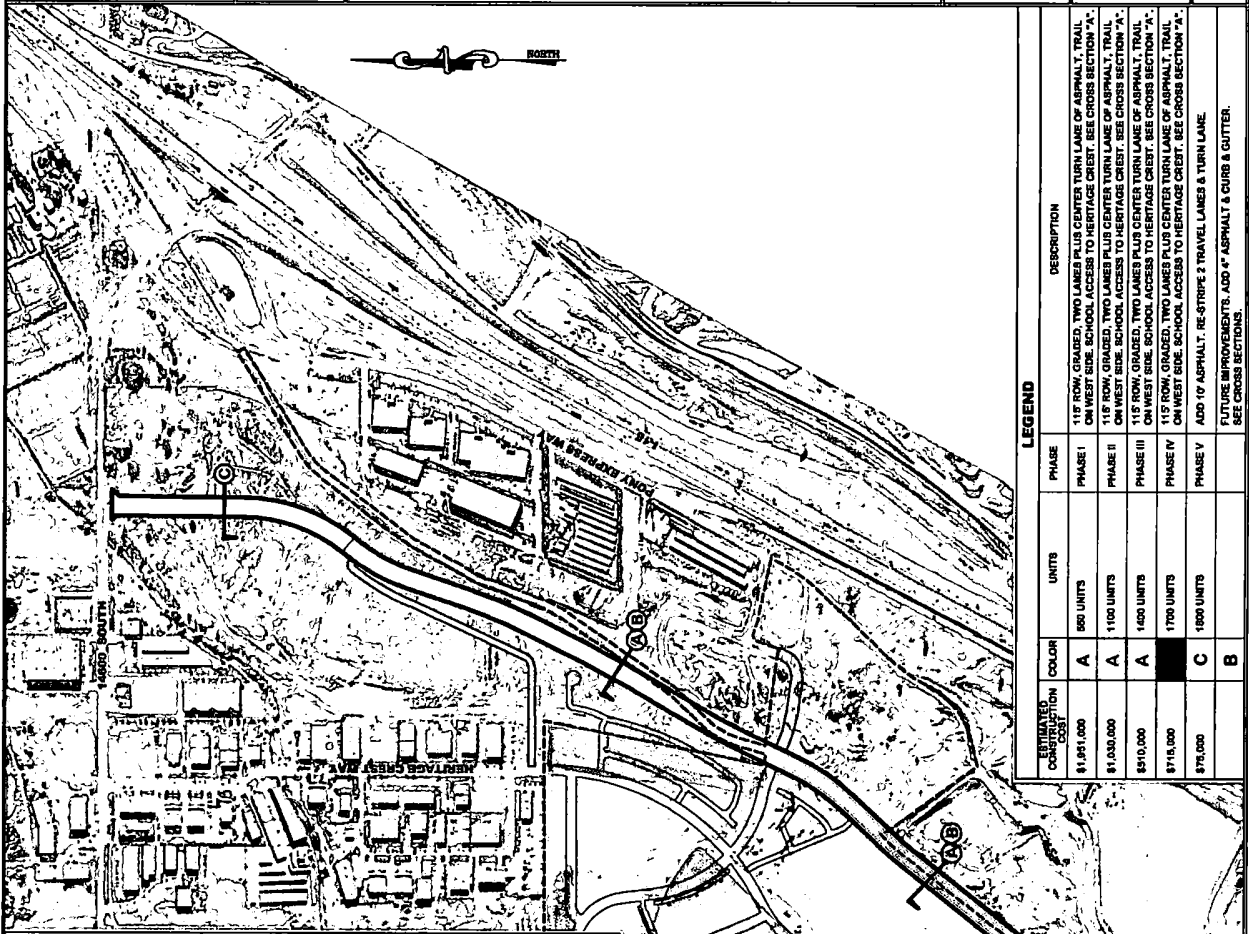 NORTH
14600 SOUTH
C
HERITAGE CREST WAY
PONY EXPRESS WAY
I-15
A B
A B
LEGEND
ESTIMATED CONSTRUCTION COST COLOR UNITS PHASE DESCRIPTION
$1,951,000 A 550 UNITS PHASE I 115' ROW, GRADED, TWO LANES PLUS CENTER TURN LANE OF ASPHALT, TRAIL
ON WEST SIDE, SCHOOL ACCESS TO HERITAGE CREST. SEE CROSS SECTION "A".
$1,030,000 A 1100 UNITS PHASE II 115' ROW, GRADED, TWO LANES PLUS CENTER TURN LANE OF ASPHALT, TRAIL
ON WEST SIDE, SCHOOL ACCESS TO HERITAGE CREST. SEE CROSS SECTION "A".
$510,000 A 1400 UNITS PHASE III 115' ROW, GRADED, TWO LANES PLUS CENTER TURN LANE OF ASPHALT, TRAIL
ON WEST SIDE, SCHOOL ACCESS TO HERITAGE CREST. SEE CROSS SECTION "A".
$715,000 1700 UNITS PHASE IV 115' ROW, GRADED, TWO LANES PLUS CENTER TURN LANE OF ASPHALT, TRAIL
ON WEST SIDE, SCHOOL ACCESS TO HERITAGE CREST. SEE CROSS SECTION "A".
$75,000 C 1800 UNITS PHASE V ADD 10' ASPHALT. RE-STRIPE 2 TRAVEL LANES & TURN LANE
B FUTURE IMPROVEMENTS. ADD 4" ASPHALT & CURB & GUTTER.
SEE CROSS SECTIONS.